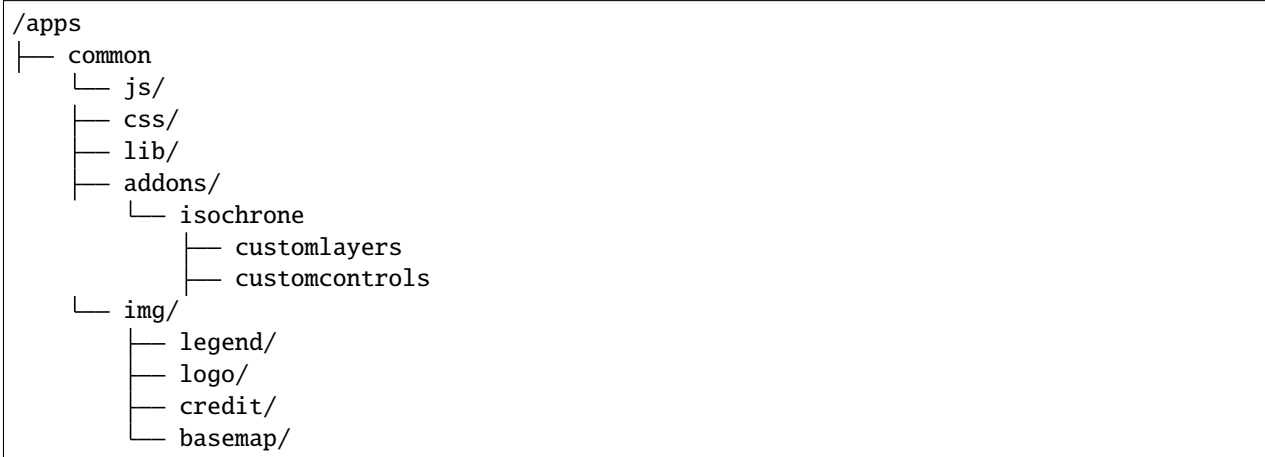 /apps
├── common
    └── js/
    ├── css/
    ├── lib/
    ├── addons/
        └── isochrone
            ├── customlayers
            ├── customcontrols
    └── img/
        ├── legend/
        ├── logo/
        ├── credit/
        └── basemap/